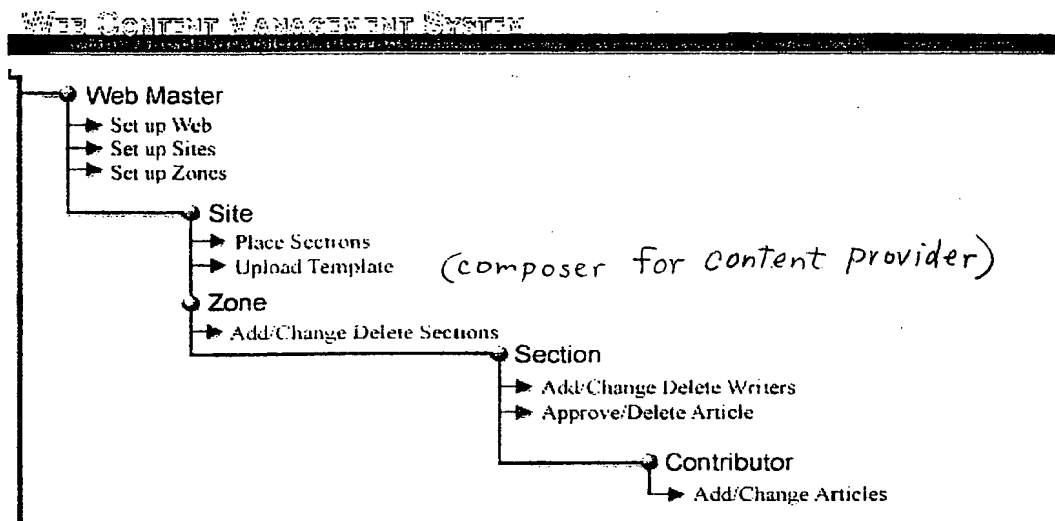 WEB CONTENT MANAGEMENT SYSTEM
Web Master
Set up Web
Set up Sites
Set up Zones
Site
Place Sections
Upload Template (composer for content provider)
Zone
Add/Change Delete Sections
Section
Add/Change Delete Writers
Approve/Delete Article
Contributor
Add/Change Articles